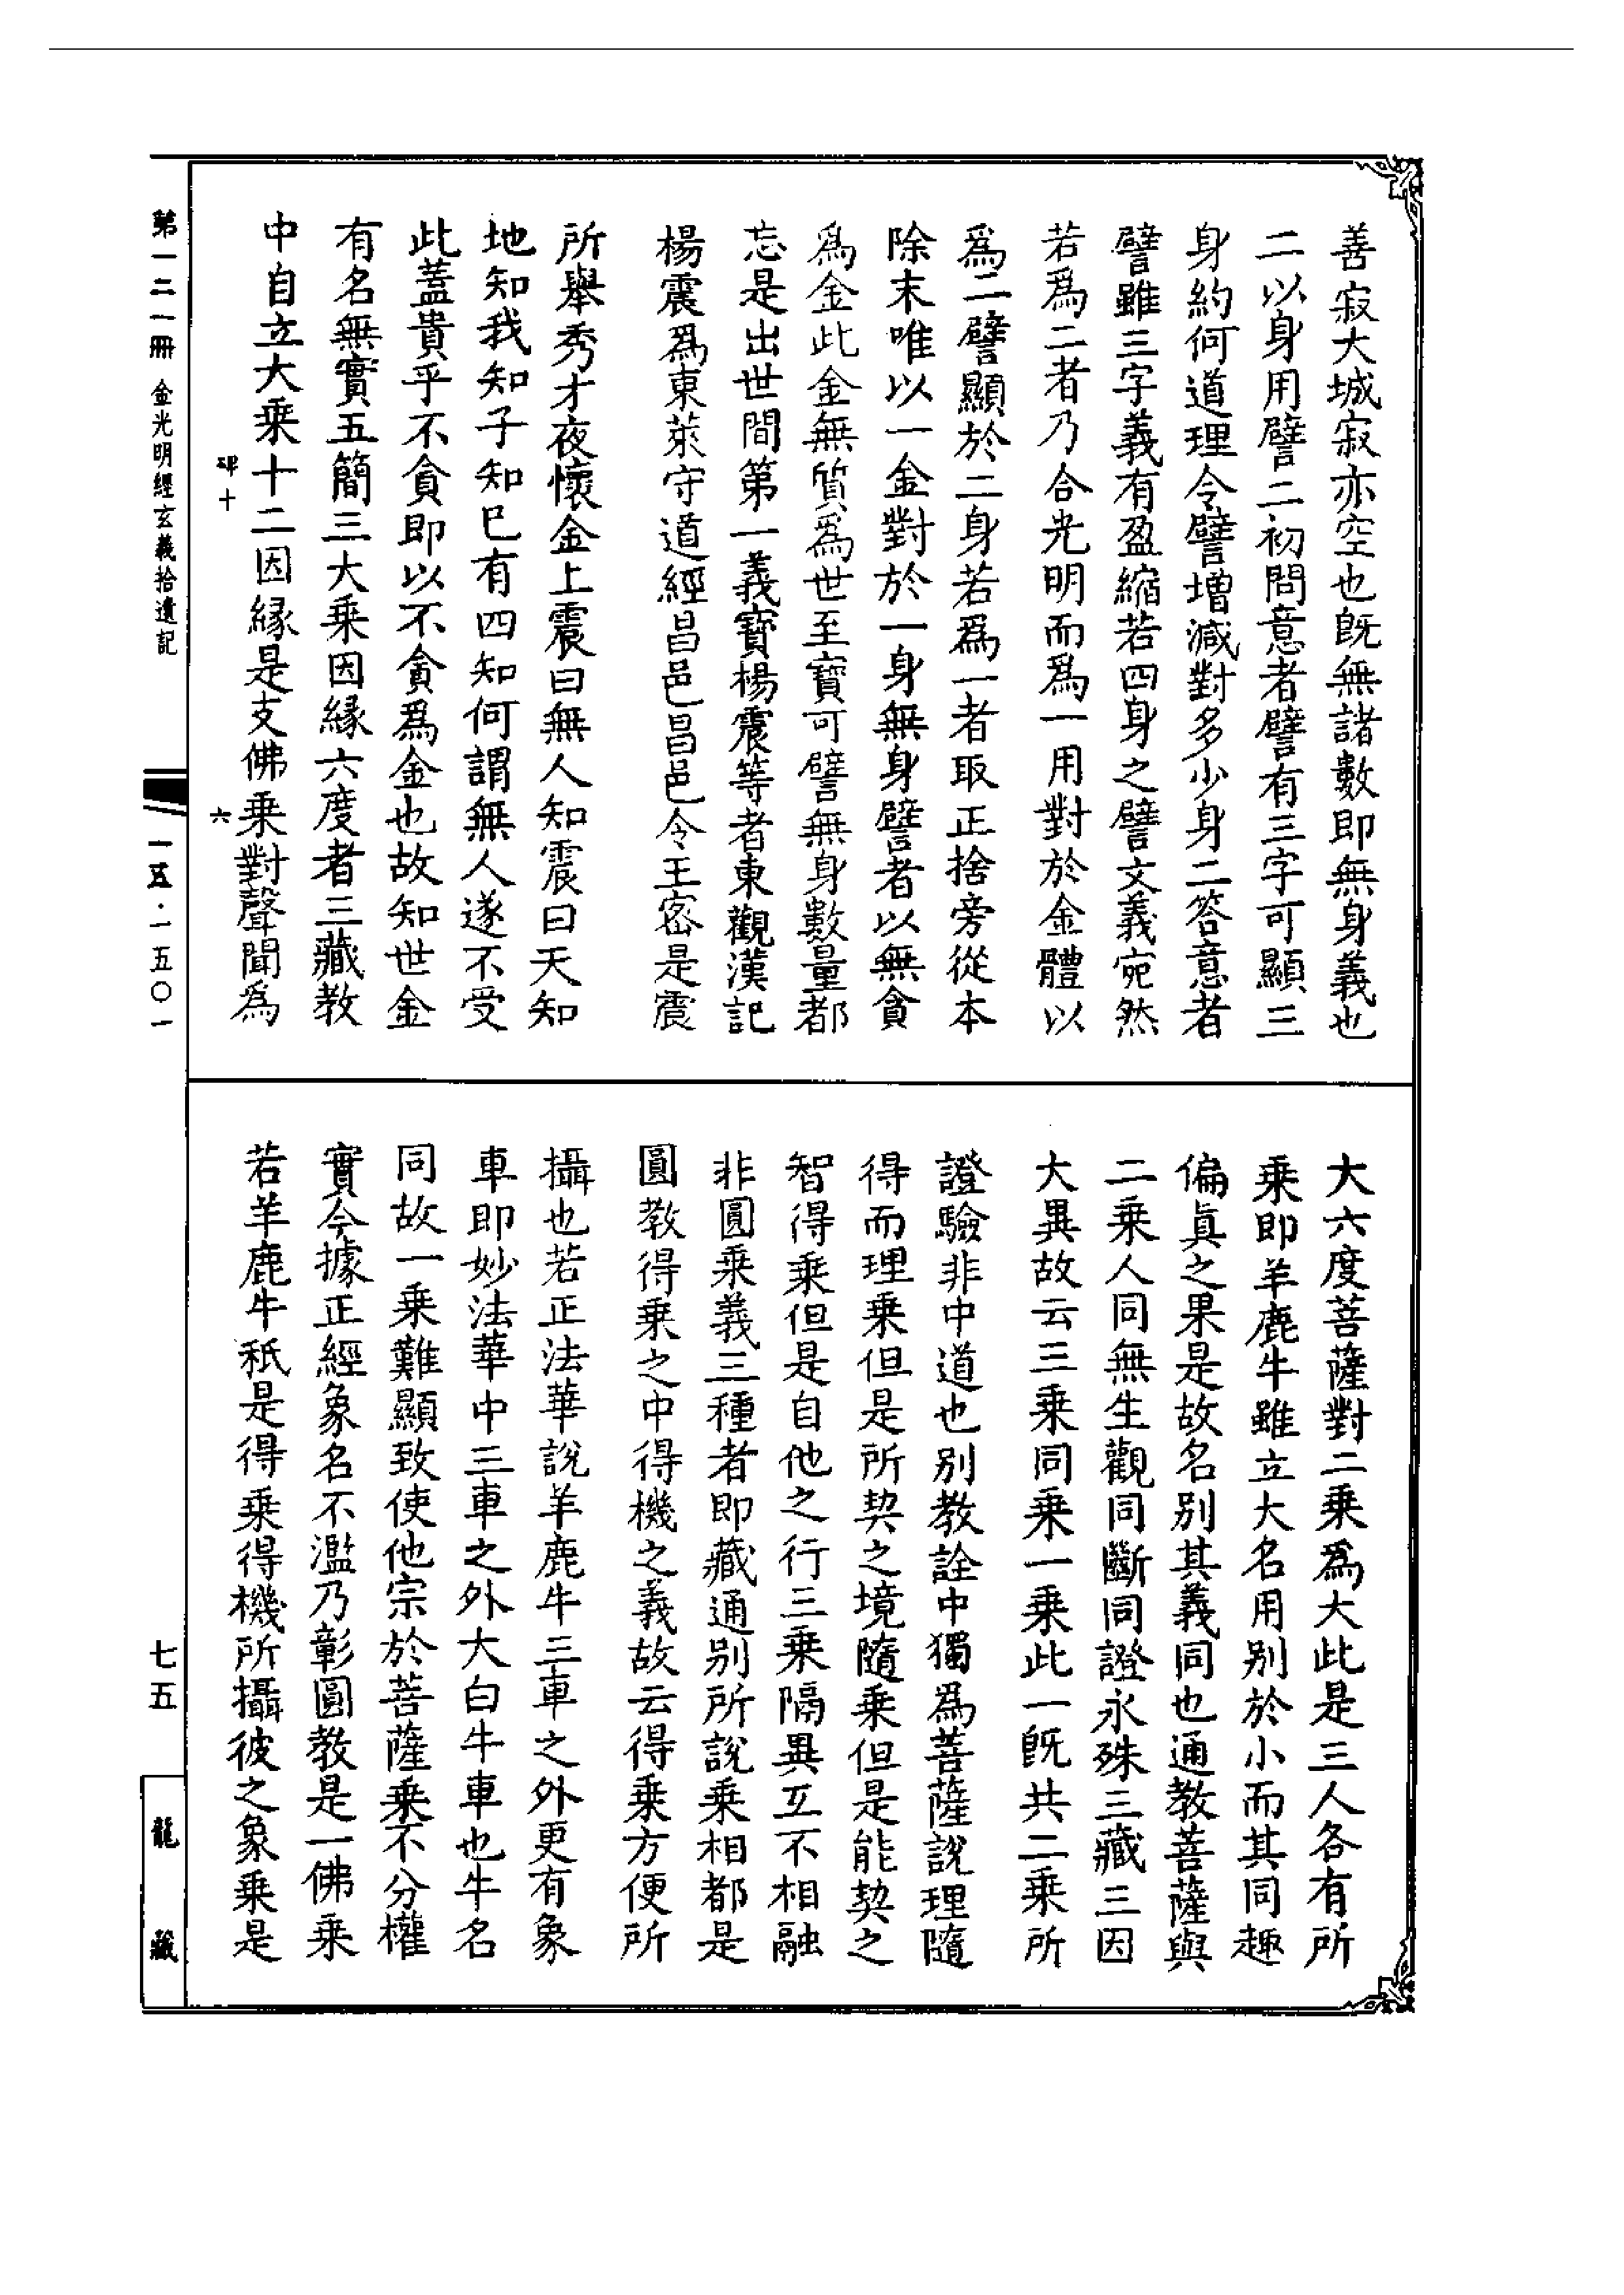 善寂大城寂亦空也旣無諸數即無身義也
二以身用譬二初問意者譬有三字可顯三
身約何道理令譬增減對多少身二答意者
譬雖三字義有盈縮若四身之譬文義宛然
若爲二者乃合光明而爲一用對於金體以
爲二譬顯於二身若爲一者取正捨旁從本
除末唯以一金對於一身無身譬者以無貪
爲金此金無質爲世至寶可譬無身數量都
忘是出世間第一義寶楊震等者東觀漢記
楊震爲東萊守道經昌邑昌邑令王密是震
所舉秀才夜懷金上震曰無人知震曰天知
地知我知子知巳有四知何謂無人遂不受
此蓋貴乎不貪即以不貪爲金也故知世金
有名無實五簡三大乘因緣六度者三藏教
中自立大乘十二因緣是支佛乘對聲聞爲
大六度菩薩對二乘爲大此是三人各有所
乘即羊鹿牛雖立大名用别於小而其同趣
偏眞之果是故名别其義同也通教菩薩與
二乘人同無生觀同斷同證永殊三藏三因
大異故云三乘同乘一乘此一旣共二乘所
證驗非中道也别教詮中獨爲菩薩說理隨
得而理乘但是所契之境隨乘但是能契之
智得乘但是自他之行三乘隔異互不相融
非圓乘義三種者即藏通别所說乘相都是
圓教得乘之中得機之義故云得乘方便所
攝也若正法華說羊鹿牛三車之外更有象
車即妙法華中三車之外大白牛車也牛名
同故一乘難顯致使他宗於菩薩乘不分權
實今據正經象名不濫乃彰圓教是一佛乘
若羊鹿牛秖是得乘得機所攝彼之象乘是
碑十
六
第一二一冊 金光明經玄義拾遺記
一五·一五〇一
七五
龍藏